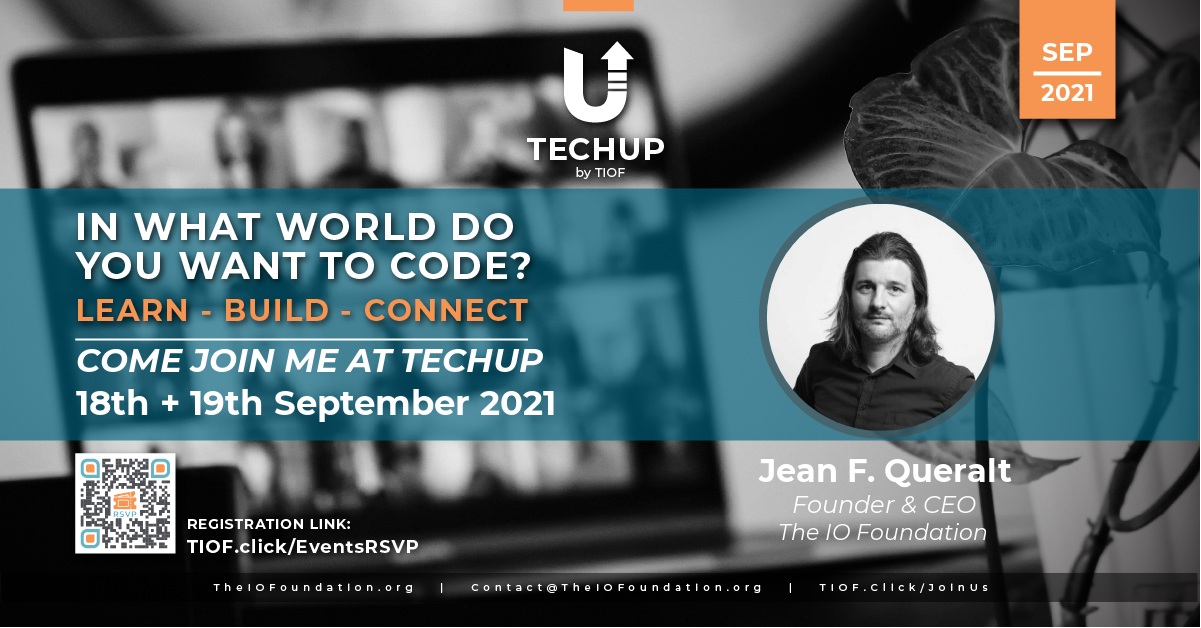 SEP
2021
TECHUP
by TIOF
IN WHAT WORLD DO
YOU WANT TO CODE?
LEARN - BUILD - CONNECT
COME JOIN ME AT TECHUP
18th + 19th September 2021
RSVP
REGISTRATION LINK:
TIOF.click/EventsRSVP
Jean F. Queralt
Founder & CEO
The IO Foundation
TheIOFoundation.org | Contact@TheIOFoundation.org | TIOF.Click/JoinUs